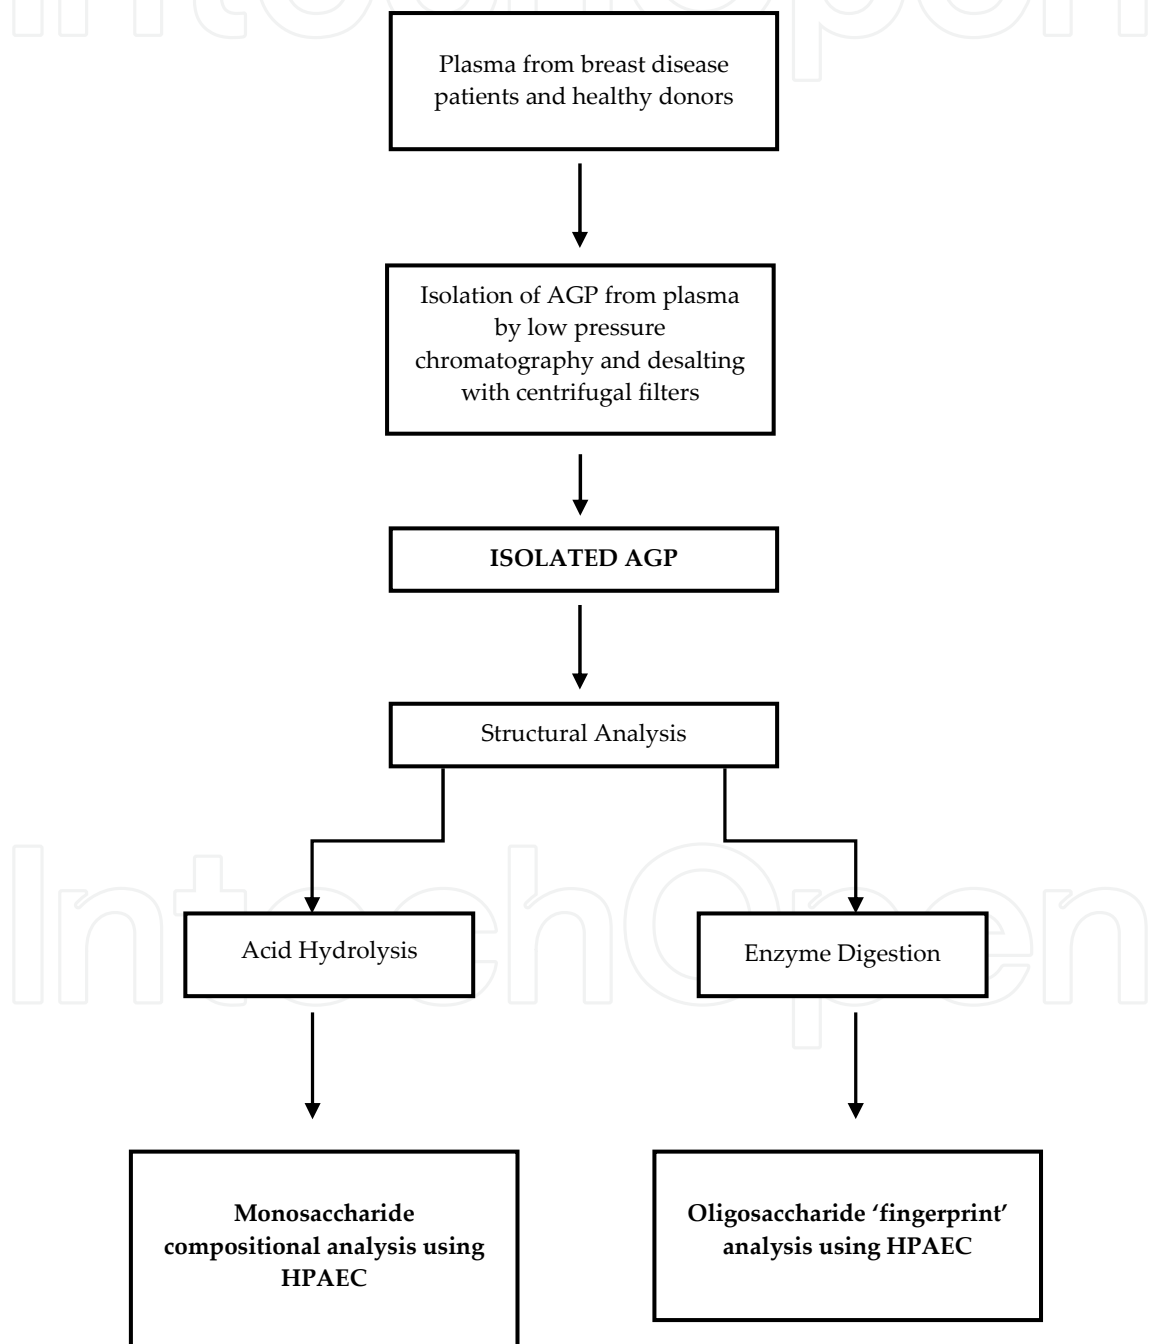 IntechOpen
Plasma from breast disease
patients and healthy donors
Isolation of AGP from plasma
by low pressure
chromatography and desalting
with centrifugal filters
ISOLATED AGP
Structural Analysis
IntechOpen
Acid Hydrolysis
Enzyme Digestion
Monosaccharide
compositional analysis using
HPAEC
Oligosaccharide ‘fingerprint’
analysis using HPAEC